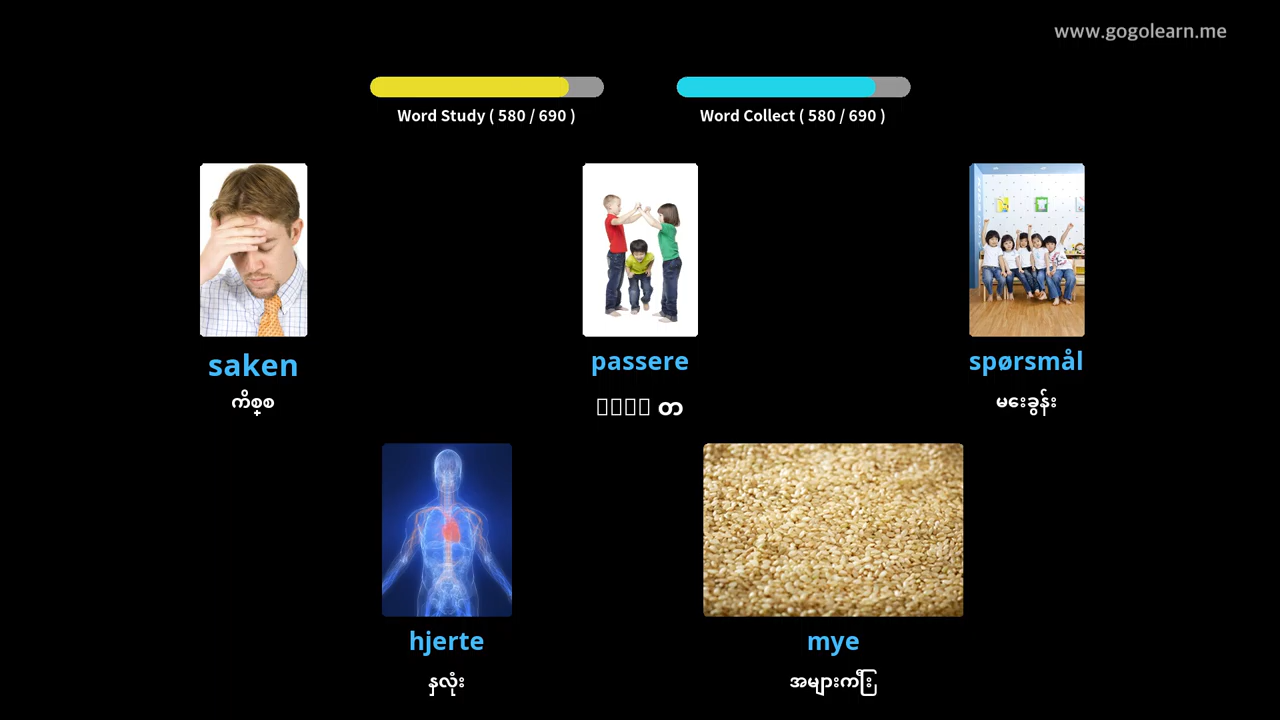 www.gogolearn.me
Word Study ( 580 / 690 )
Word Collect ( 580 / 690 )
saken
passere
spørsmål
ကိစ္စ
တ
မေးခွန်း
hjerte
mye
နှလုံး
အများကြီး